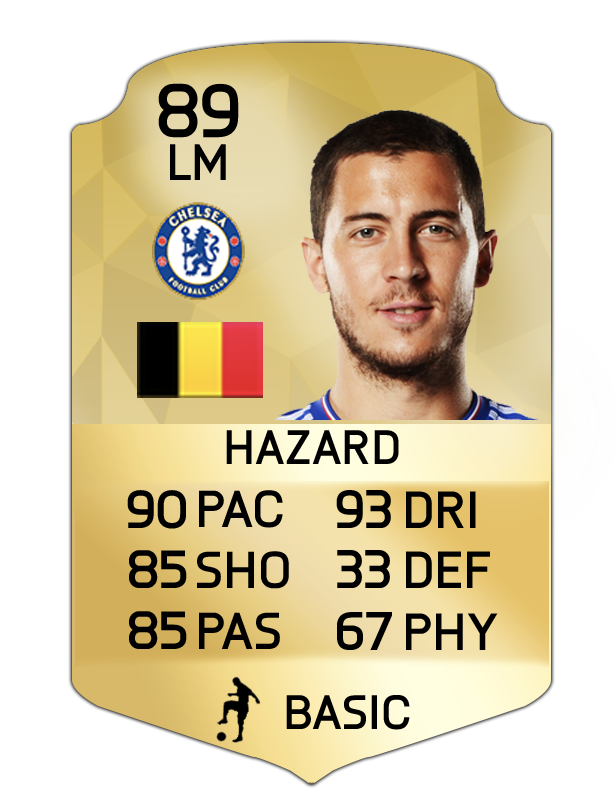 89
LM
CHELSEA
FOOTBALL CLUB
HAZARD
90 PAC 93 DRI
85 SHO 33 DEF
85 PAS 67 PHY
BASIC